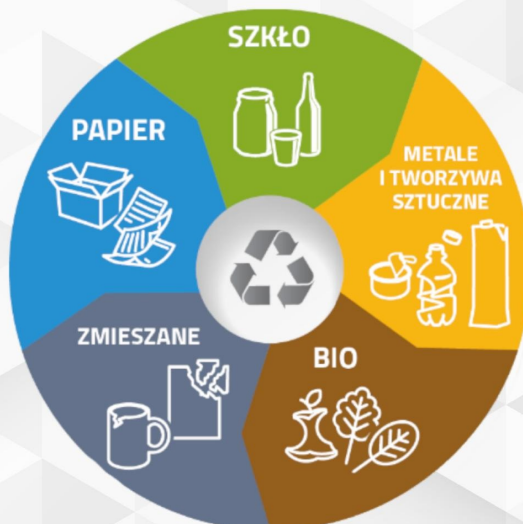 SZKŁO
PAPIER
METALE
I TWORZYWA
SZTUCZNE
ZMIESZANE
BIO